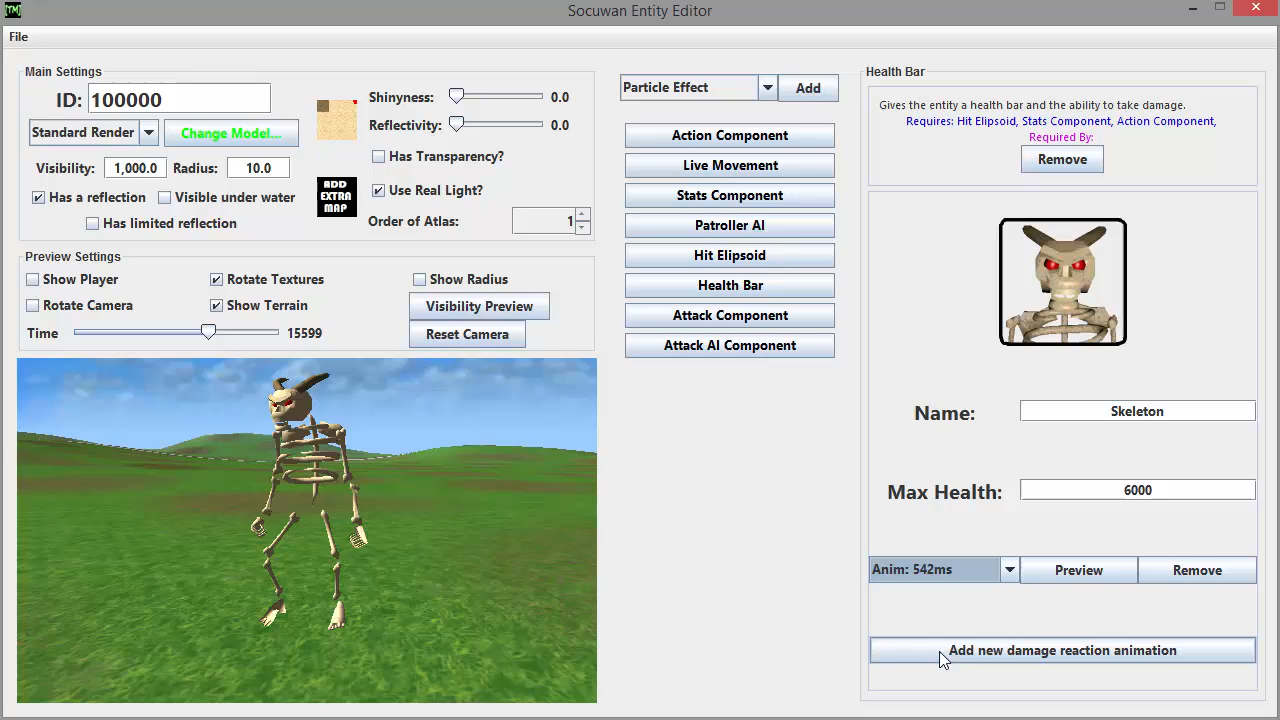 [TM]
Socuwan Entity Editor
File
Main Settings
ID: 100000
Standard Render
Change Model...
Visibility: 1,000.0 Radius: 10.0
Has a reflection Visible under water
Has limited reflection
ADD
EXTRA
MAP
Shinyness: 0.0
Reflectivity: 0.0
Has Transparency?
Use Real Light?
Order of Atlas: 1
Preview Settings
Show Player Rotate Textures Show Radius
Rotate Camera Show Terrain Visibility Preview
Time 15599 Reset Camera
Particle Effect Add
Action Component
Live Movement
Stats Component
Patroller AI
Hit Elipsoid
Health Bar
Attack Component
Attack AI Component
Health Bar
Gives the entity a health bar and the ability to take damage.
Requires: Hit Elipsoid, Stats Component, Action Component,
Required By:
Remove
Name: Skeleton
Max Health: 6000
Anim: 542ms Preview Remove
Add new damage reaction animation